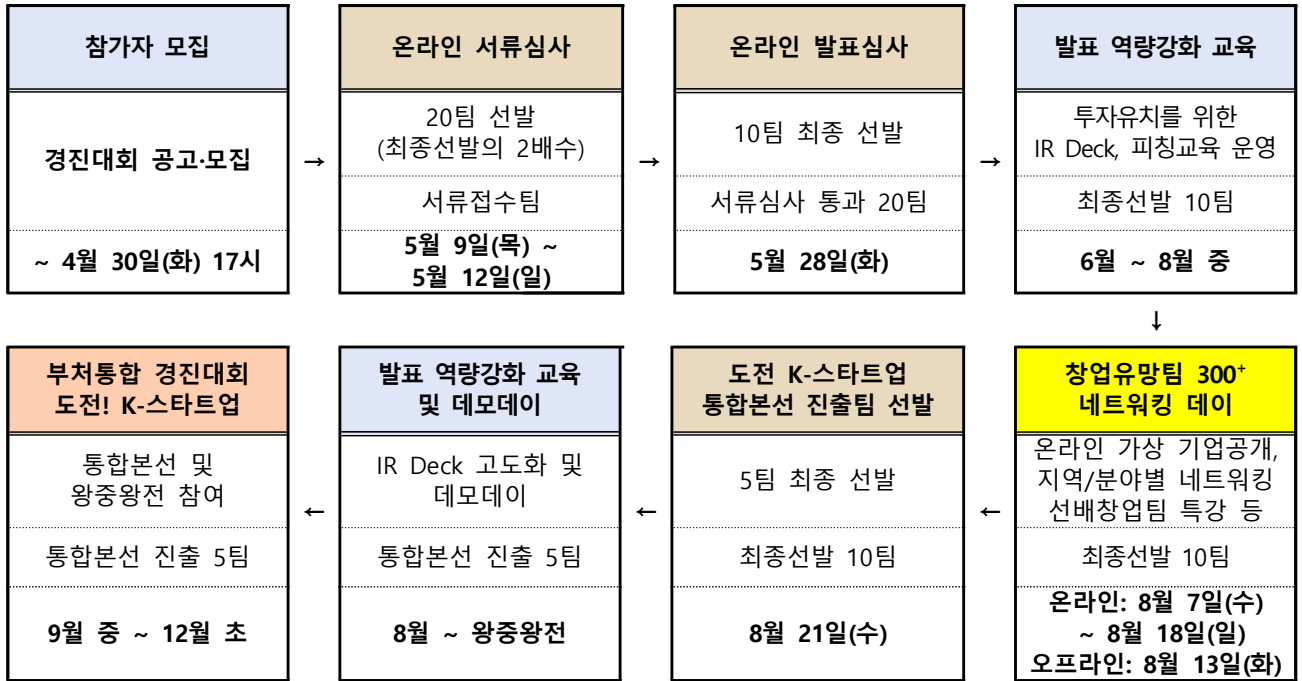 참가자 모집
경진대회 공고·모집
~ 4월 30일(화) 17시
→
온라인 서류심사
20팀 선발
(최종선발의 2배수)
서류접수팀
5월 9일(목) ~
5월 12일(일)
→
온라인 발표심사
10팀 최종 선발
서류심사 통과 20팀
5월 28일(화)
→
발표 역량강화 교육
투자유치를 위한
IR Deck, 피칭교육 운영
최종선발 10팀
6월 ~ 8월 중
↓
창업유망팀 300⁺
네트워킹 데이
온라인 가상 기업공개,
지역/분야별 네트워킹
선배창업팀 특강 등
최종선발 10팀
온라인: 8월 7일(수)
~ 8월 18일(일)
오프라인: 8월 13일(화)
←
도전 K-스타트업
통합본선 진출팀 선발
5팀 최종 선발
최종선발 10팀
8월 21일(수)
←
발표 역량강화 교육
및 데모데이
IR Deck 고도화 및
데모데이
통합본선 진출 5팀
8월 ~ 왕중왕전
←
부처통합 경진대회
도전! K-스타트업
통합본선 및
왕중왕전 참여
통합본선 진출 5팀
9월 중 ~ 12월 초